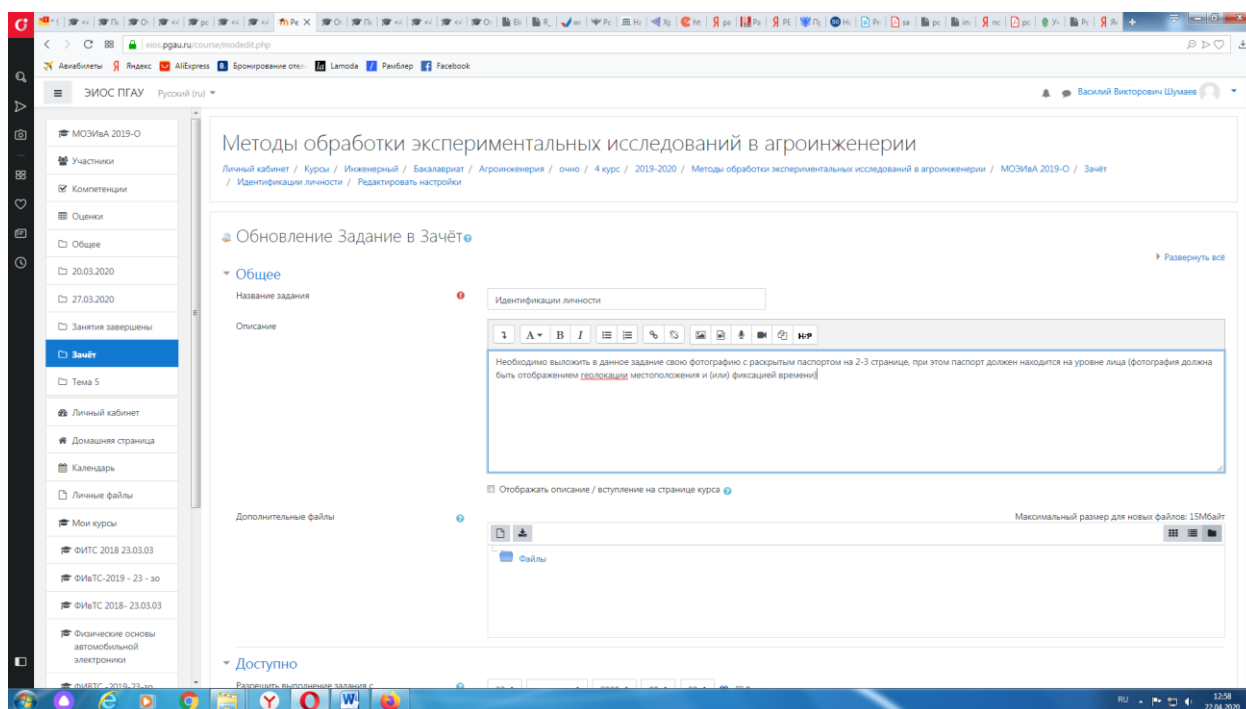 eios.pgau.ru/course/modedit.php
Авиабилеты Яндекс AliExpress Бронирование отел Lamoda Рамблер Facebook
ЭИОС ПГАУ Русский (ru) Василий Викторович Шумаев
МОЭИвА 2019-О
Участники
Компетенции
Оценки
Общее
20.03.2020
27.03.2020
Занятия завершены
Зачёт
Тема 5
Личный кабинет
Домашняя страница
Календарь
Личные файлы
Мои курсы
ФИТС 2018 23.03.03
ФИвТС-2019 - 23 - зо
ФИвТС 2018- 23.03.03
Физические основы
автомобильной
электроники
Методы обработки экспериментальных исследований в агроинженерии
Личный кабинет / Курсы / Инженерный / Бакалавриат / Агроинженерия / очно / 4 курс / 2019-2020 / Методы обработки экспериментальных исследований в агроинженерии / МОЭИвА 2019-О / Зачёт
/ Идентификации личности / Редактировать настройки
Обновление Задание в Зачёт
Развернуть всё
Общее
Название задания
Идентификации личности
Описание
Необходимо выложить в данное задание свою фотографию с раскрытым паспортом на 2-3 странице, при этом паспорт должен находится на уровне лица (фотография должна
быть отображением геолокации местоположения и (или) фиксацией времени)
Отображать описание / вступление на странице курса
Дополнительные файлы
Максимальный размер для новых файлов: 15Мбайт
Файлы
Доступно
Разрешить выполнение задания с
RU
12:58
22.04.2020